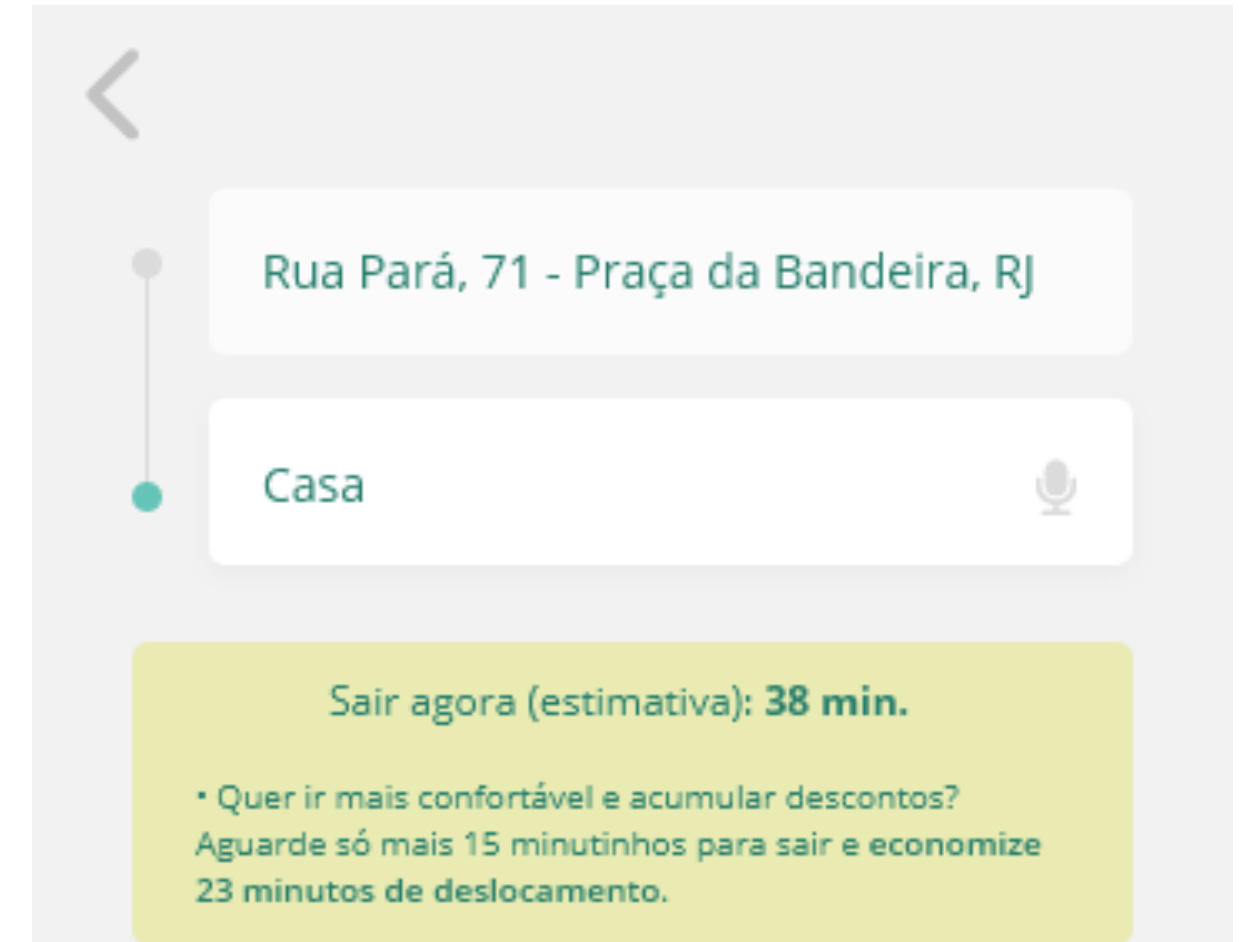 Rua Pará, 71 - Praça da Bandeira, RJ
Casa
Sair agora (estimativa): 38 min.
• Quer ir mais confortável e acumular descontos?
Aguarde só mais 15 minutinhos para sair e economize
23 minutos de deslocamento.